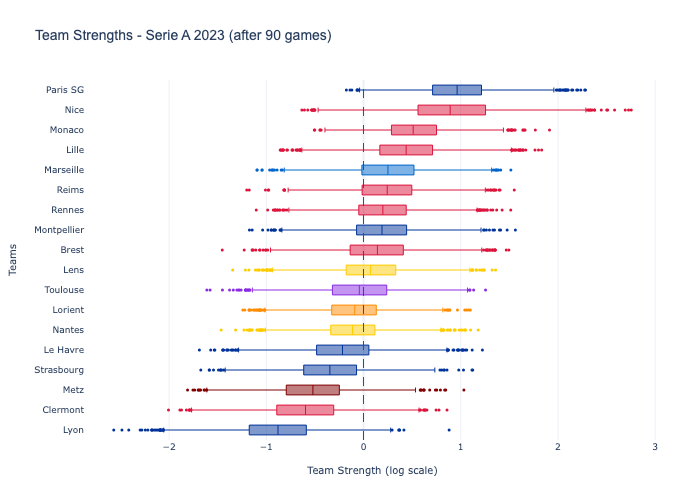 Team Strengths - Serie A 2023 (after 90 games)
Paris SG
Nice
Monaco
Lille
Marseille
Reims
Rennes
Montpellier
Brest
Lens
Toulouse
Lorient
Nantes
Le Havre
Strasbourg
Metz
Clermont
Lyon
Teams
−2 −1 0 1 2 3
Team Strength (log scale)